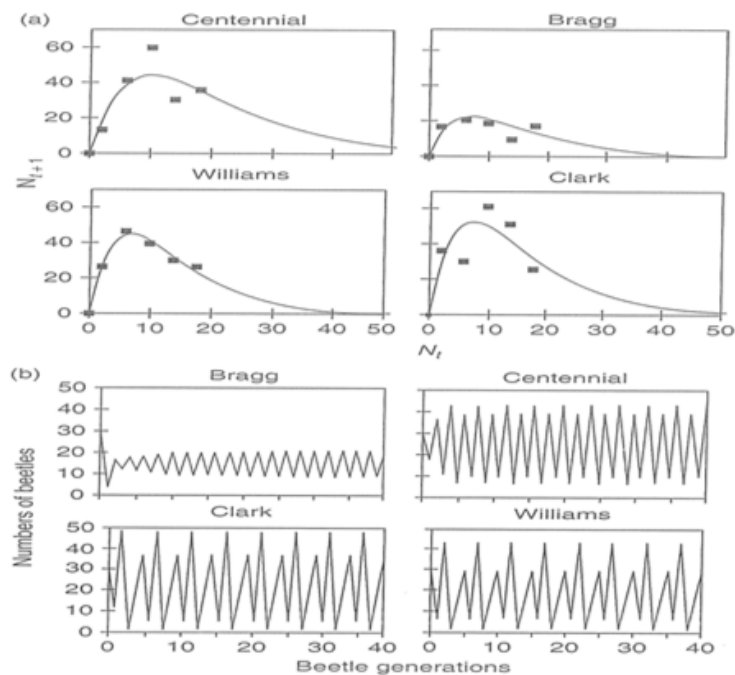 (a) Centennial Bragg
60
40
20
0
Williams Clark
N_{t+1}
60
40
20
0
0 10 20 30 40 50 0 10 20 30 40 50
N_t
(b) Bragg Centennial
50
40
30
20
10
0
Clark Williams
50
40
30
20
10
0
0 10 20 30 40 0 10 20 30 40
Numbers of beetles
Beetle generations